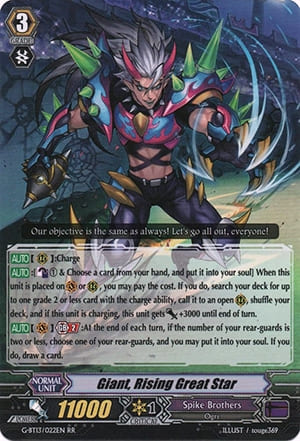 3
GRADE
Our objective is the same as always! Let's go all out, everyone!
AUTO :Charge
AUTO :[ ① & Choose a card from your hand, and put it into your soul] When this
unit is placed on or , you may pay the cost. If you do, search your deck for up
to one grade 2 or less card with the charge ability, call it to an open , shuffle your
deck, and if this unit is charging, this unit gets +3000 until end of turn.
AUTO GB 2 :At the end of each turn, if the number of your rear-guards is
two or less, choose one of your rear-guards, and you may put it into your soul. If you
do, draw a card.
NORMAL
UNIT
Giant, Rising Great Star
POWER
11000
1
CRITICAL
Spike Brothers
Ogre
G-BT13/022EN RR
ILLUST / touge369